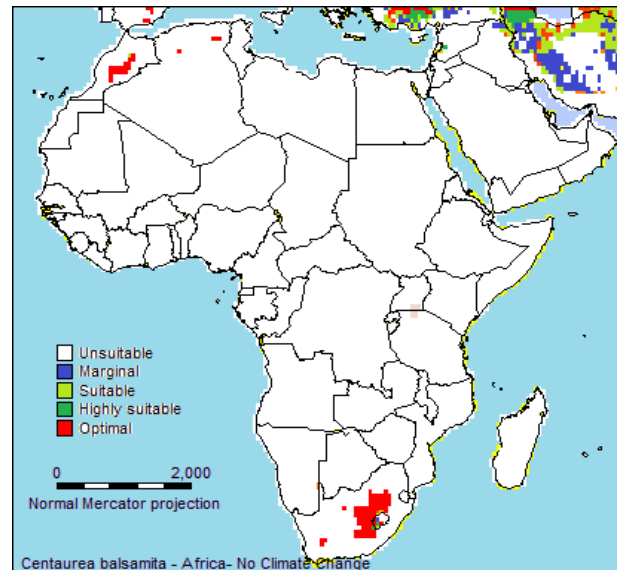 Unsuitable
Marginal
Suitable
Highly suitable
Optimal
0 2,000
Normal Mercator projection
Centaurea balsamita - Africa- No Climate Change